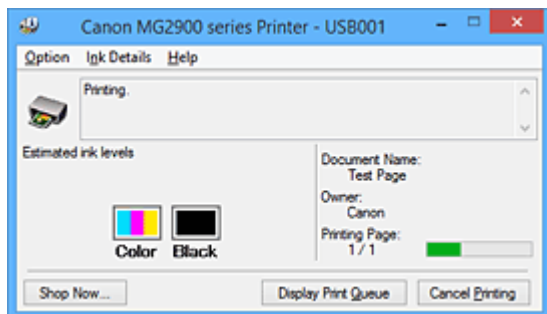 Canon MG2900 series Printer - USB001
Option Ink Details Help
Printing.
Estimated ink levels
Color Black
Document Name:
Test Page
Owner:
Canon
Printing Page:
1 / 1
Shop Now... Display Print Queue Cancel Printing